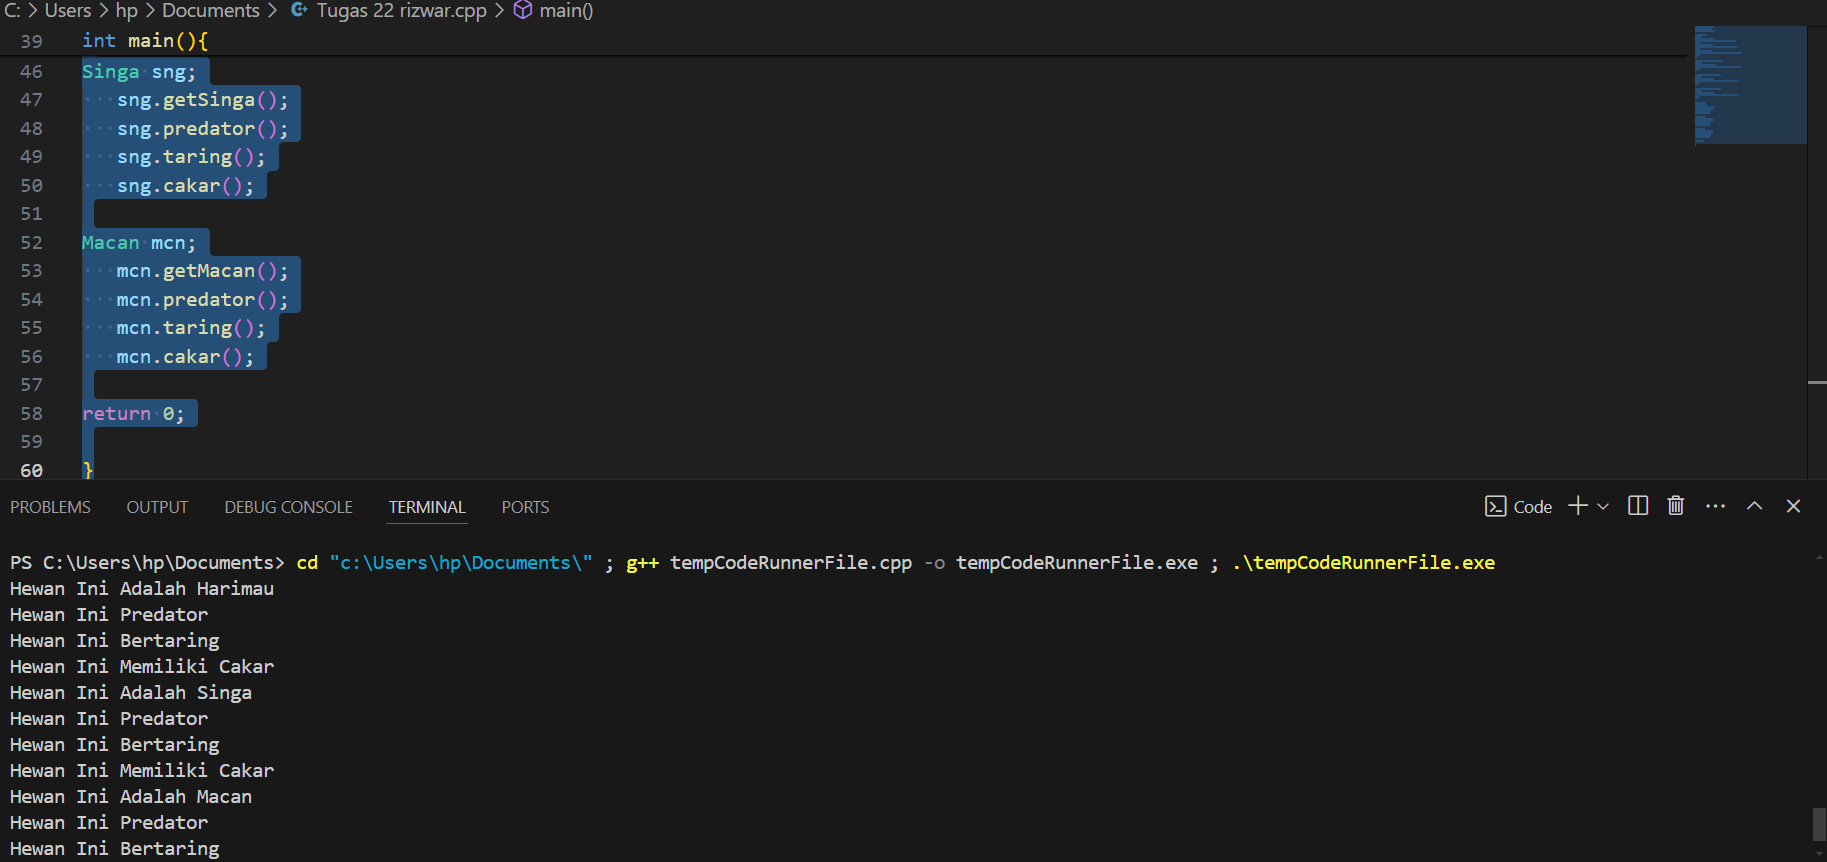 C: > Users > hp > Documents > Tugas 22 rizwar.cpp > main()
39 int main(){
46 Singa sng;
47 sng.getSinga();
48 sng.predator();
49 sng.taring();
50 sng.cakar();
51
52 Macan mcn;
53 mcn.getMacan();
54 mcn.predator();
55 mcn.taring();
56 mcn.cakar();
57
58 return 0;
59
60 }
PROBLEMS OUTPUT DEBUG CONSOLE TERMINAL PORTS Code
PS C:\Users\hp\Documents> cd "c:\Users\hp\Documents\" ; g++ tempCodeRunnerFile.cpp -o tempCodeRunnerFile.exe ; .\tempCodeRunnerFile.exe
Hewan Ini Adalah Harimau
Hewan Ini Predator
Hewan Ini Bertaring
Hewan Ini Memiliki Cakar
Hewan Ini Adalah Singa
Hewan Ini Predator
Hewan Ini Bertaring
Hewan Ini Memiliki Cakar
Hewan Ini Adalah Macan
Hewan Ini Predator
Hewan Ini Bertaring